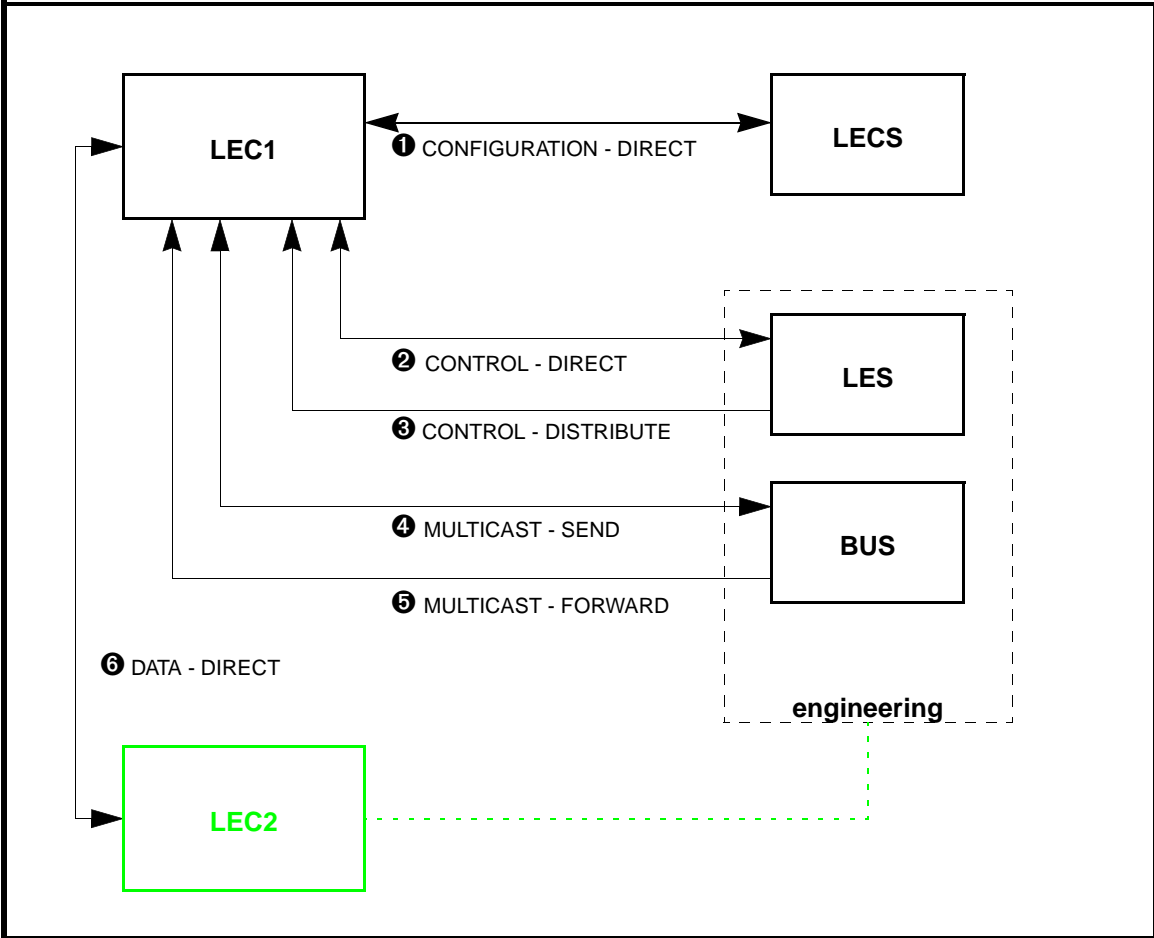 LEC1
LECS
❶ CONFIGURATION - DIRECT
❷ CONTROL - DIRECT
LES
❸ CONTROL - DISTRIBUTE
❹ MULTICAST - SEND
BUS
❺ MULTICAST - FORWARD
❻ DATA - DIRECT
engineering
LEC2